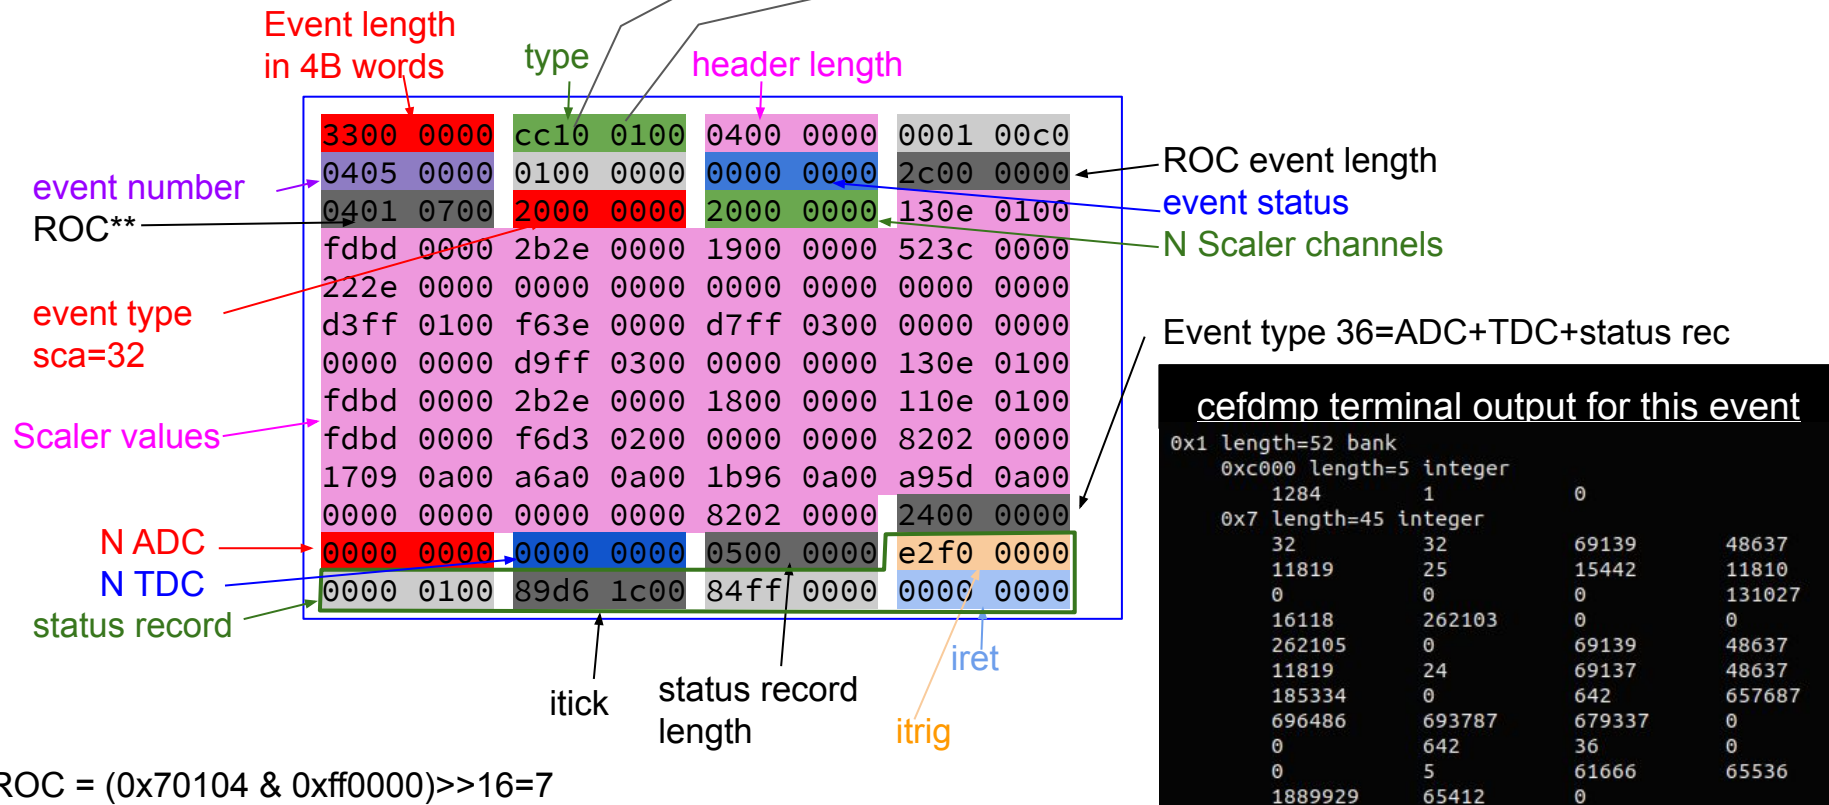 Event length
in 4B words
type
header length
3300 0000 cc10 0100 0400 0000 0001 00c0
0405 0000 0100 0000 0000 0000 2c00 0000
0401 0700 2000 0000 2000 0000 130e 0100
fdbd 0000 2b2e 0000 1900 0000 523c 0000
222e 0000 0000 0000 0000 0000 0000 0000
d3ff 0100 f63e 0000 d7ff 0300 0000 0000
0000 0000 d9ff 0300 0000 0000 130e 0100
fdbd 0000 2b2e 0000 1800 0000 110e 0100
fdbd 0000 f6d3 0200 0000 0000 8202 0000
1709 0a00 a6a0 0a00 1b96 0a00 a95d 0a00
0000 0000 0000 0000 8202 0000 2400 0000
0000 0000 0000 0000 0500 0000 e2f0 0000
0000 0100 89d6 1c00 84ff 0000 0000 0000
event number
ROC**
event type
sca=32
Scaler values
N ADC
N TDC
status record
ROC event length
event status
N Scaler channels
Event type 36=ADC+TDC+status rec
itick
status record
length
itrig
iret
ROC = (0x70104 & 0xff0000)>>16=7
cefdmp terminal output for this event
0x1 length=52 bank
0xc000 length=5 integer
1284 1 0
0x7 length=45 integer
32 32 69139 48637
11819 25 15442 11810
0 0 0 131027
16118 262103 0 0
262105 0 69139 48637
11819 24 69137 48637
185334 0 642 657687
696486 693787 679337 0
0 642 36 0
0 5 61666 65536
1889929 65412 0